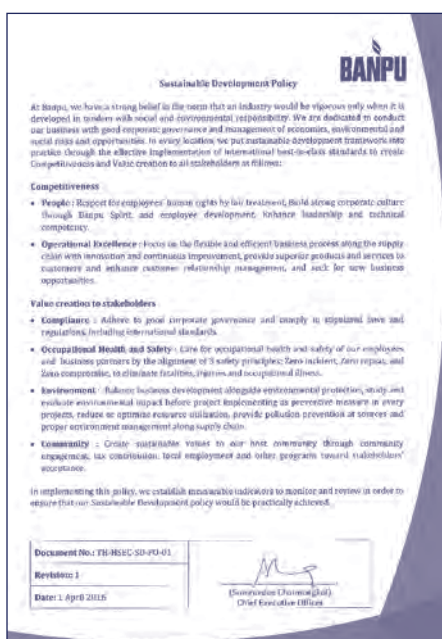 BANPU
Sustainable Development Policy
At Banpu, we have a strong belief in the norm that an industry would be vigorous only when it is
developed in tandem with social and environmental responsibility. We are dedicated to conduct
our business with good corporate governance and management of economics, environmental and
social risks and opportunities. In every location, we put sustainable development framework into
practice through the effective implementation of international best-in-class standards to create
Competitiveness and Value creation to all stakeholders as follows:
Competitiveness
• People : Respect for employees' human rights by fair treatment, Build strong corporate culture
through Banpu Spirit, and employee development. Enhance leadership and technical
competency.
• Operational Excellence : Focus on the flexible and efficient business process along the supply
chain with innovation and continuous improvement, provide superior products and services to
customers and enhance customer relationship management, and seek for new business
opportunities.
Value creation to stakeholders
• Compliance : Adhere to good corporate governance and comply to stipulated laws and
regulations, including international standards.
• Occupational Health and Safety : Care for occupational health and safety of our employees
and business partners by the alignment of 3 safety principles; Zero incident, Zero repeat, and
Zero compromise, to eliminate fatalities, injuries and occupational illness.
• Environment : Balance business development alongside environmental protection, study and
evaluate environmental impact before project implementing as preventive measure in every
projects, reduce or optimize resource utilization, provide pollution prevention at sources and
proper environment management along supply chain.
• Community : Create sustainable values to our host community through community
engagement, tax contribution, local employment and other programs toward stakeholders'
acceptance.
In implementing this policy, we establish measurable indicators to monitor and review in order to
ensure that our Sustainable Development policy would be practically achieved.
Document No.: TH-HSEC-SD-PO-01
Revision: 1
Date: 1 April 2016
Chief Executive Officer